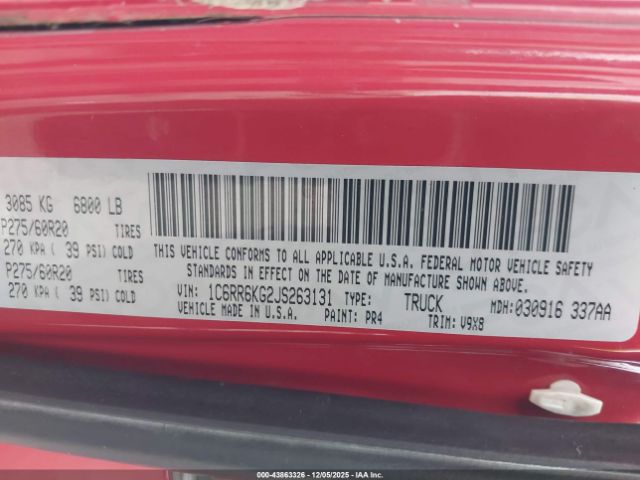 3085 KG 6800 LB
P275/60R20 TIRES
270 KPA ( 39 PSI) COLD
P275/60R20 TIRES
270 KPA ( 39 PSI) COLD
THIS VEHICLE CONFORMS TO ALL APPLICABLE U.S.A. FEDERAL MOTOR VEHICLE SAFETY
STANDARDS IN EFFECT ON THE DATE OF MANUFACTURE SHOWN ABOVE.
VIN: 1C6RR6KG2JS263131 TYPE: TRUCK MDH: 030916 337AA
VEHICLE MADE IN U.S.A. PAINT: PR4 TRIM: V9X8
000-43863326 - 12/05/2025 - IAA Inc.